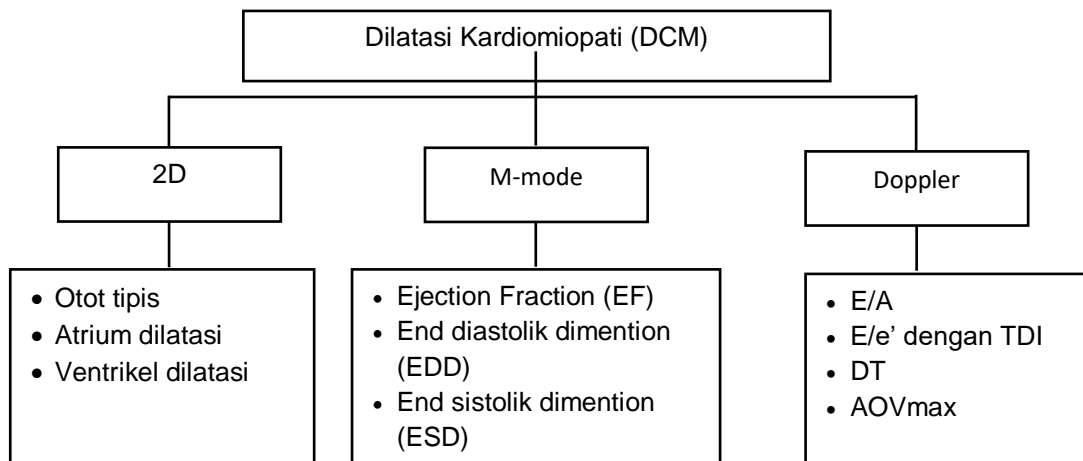 Dilatasi Kardiomiopati (DCM)
2D
M-mode
Doppler
• Otot tipis
• Atrium dilatasi
• Ventrikel dilatasi
• Ejection Fraction (EF)
• End diastolik dimention
(EDD)
• End sistolik dimention
(ESD)
• E/A
• E/e’ dengan TDI
• DT
• AOVmax